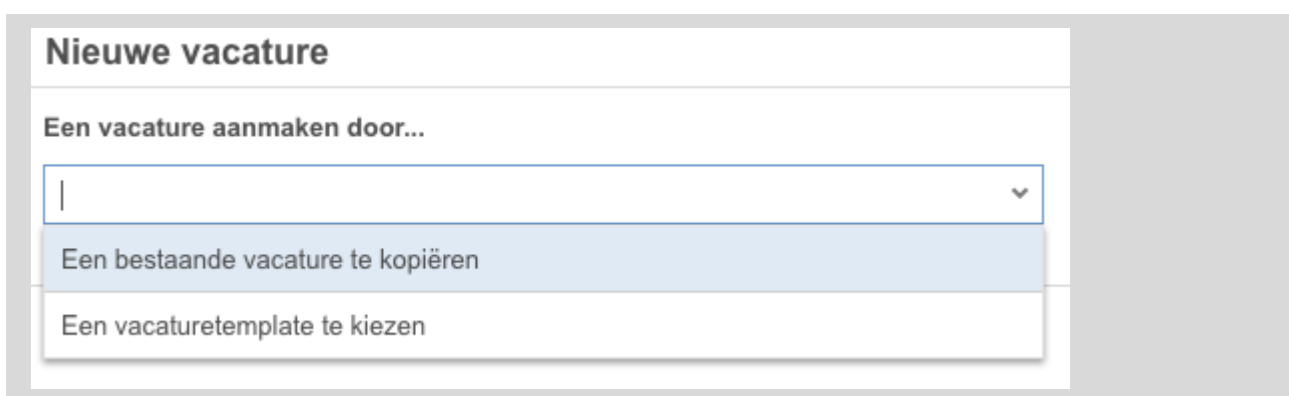 Nieuwe vacature
Een vacature aanmaken door...
Een bestaande vacature te kopiëren
Een vacaturetemplate te kiezen